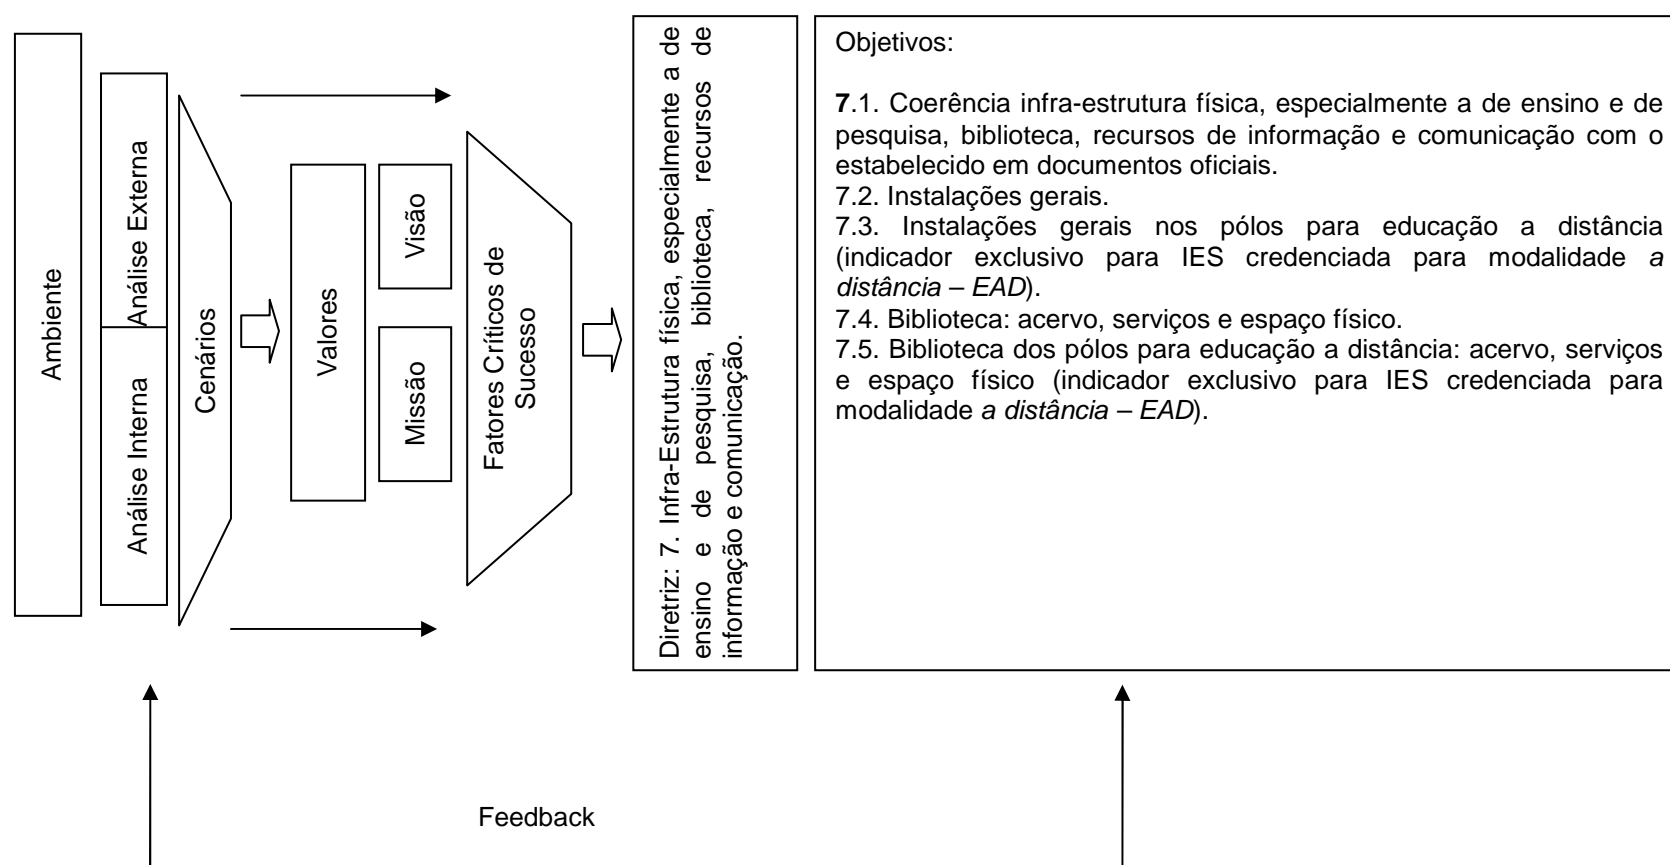 Ambiente
Análise Externa
Análise Interna
Cenários
Valores
Visão
Missão
Fatores Críticos de
Sucesso
Diretriz: 7. Infra-Estrutura física, especialmente a de
ensino e de pesquisa, biblioteca, recursos de
informação e comunicação.
Objetivos:
7.1. Coerência infra-estrutura física, especialmente a de ensino e de
pesquisa, biblioteca, recursos de informação e comunicação com o
estabelecido em documentos oficiais.
7.2. Instalações gerais.
7.3. Instalações gerais nos pólos para educação a distância
(indicador exclusivo para IES credenciada para modalidade a
distância – EAD).
7.4. Biblioteca: acervo, serviços e espaço físico.
7.5. Biblioteca dos pólos para educação a distância: acervo, serviços
e espaço físico (indicador exclusivo para IES credenciada para
modalidade a distância – EAD).
Feedback